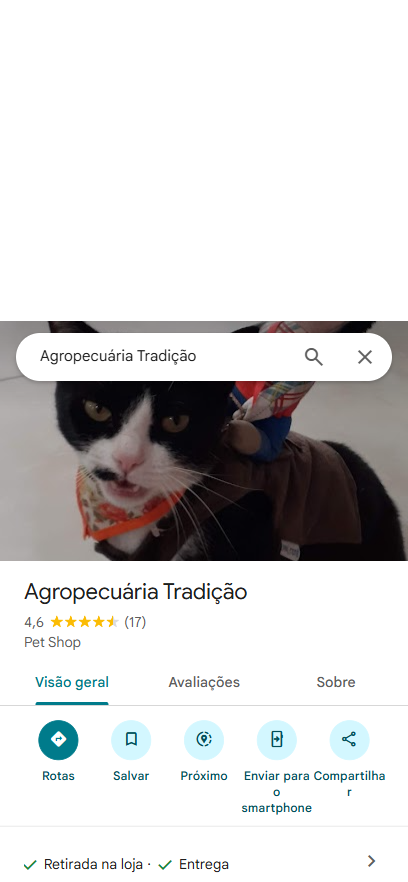 Agropecuária Tradição
Agropecuária Tradição
4,6 (17)
Pet Shop
Visão geral Avaliações Sobre
Rotas Salvar Próximo Enviar para o smartphone Compartilhar
Retirada na loja · Entrega